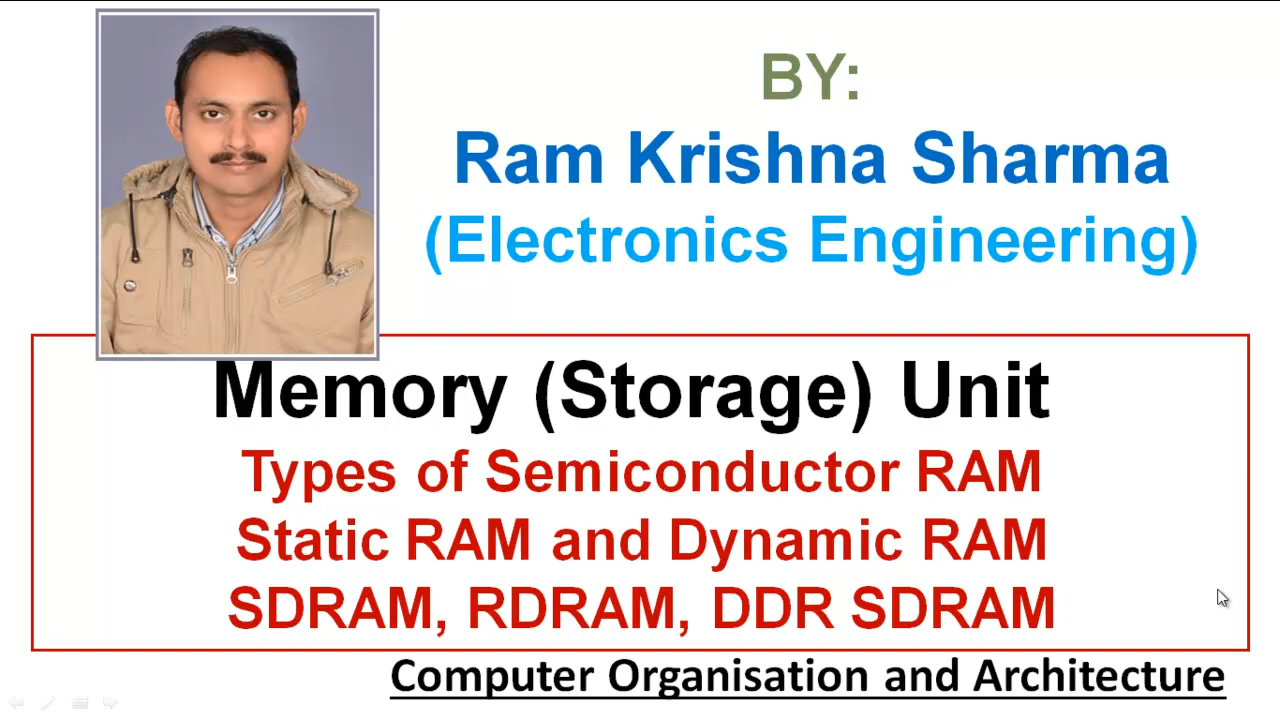 BY:
Ram Krishna Sharma
(Electronics Engineering)
Memory (Storage) Unit
Types of Semiconductor RAM
Static RAM and Dynamic RAM
SDRAM, RDRAM, DDR SDRAM
Computer Organisation and Architecture